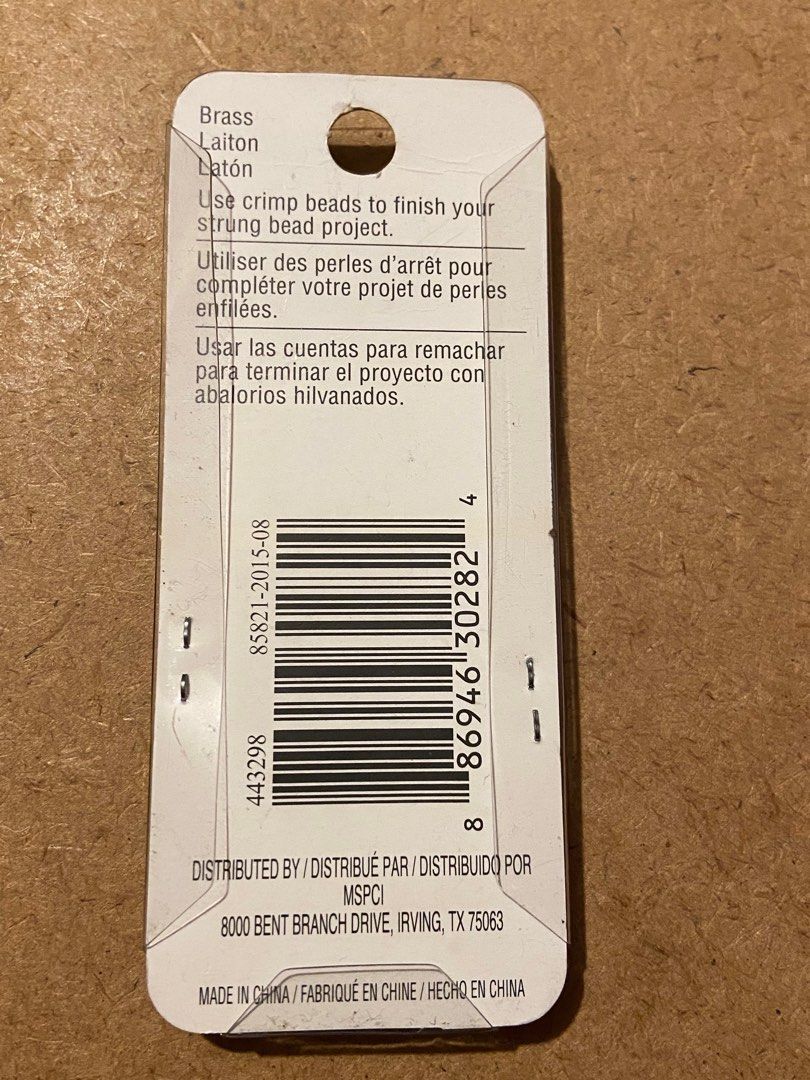 Brass
Laiton
Latón
Use crimp beads to finish your
strung bead project.
Utiliser des perles d'arrêt pour
compléter votre projet de perles
enfilées.
Usar las cuentas para remachar
para terminar el proyecto con
abalorios hilvanados.
443298 85821-2015-08
8 86946 30282 4
DISTRIBUTED BY / DISTRIBUÉ PAR / DISTRIBUIDO POR
MSPCI
8000 BENT BRANCH DRIVE, IRVING, TX 75063
MADE IN CHINA / FABRIQUÉ EN CHINE / HECHO EN CHINA